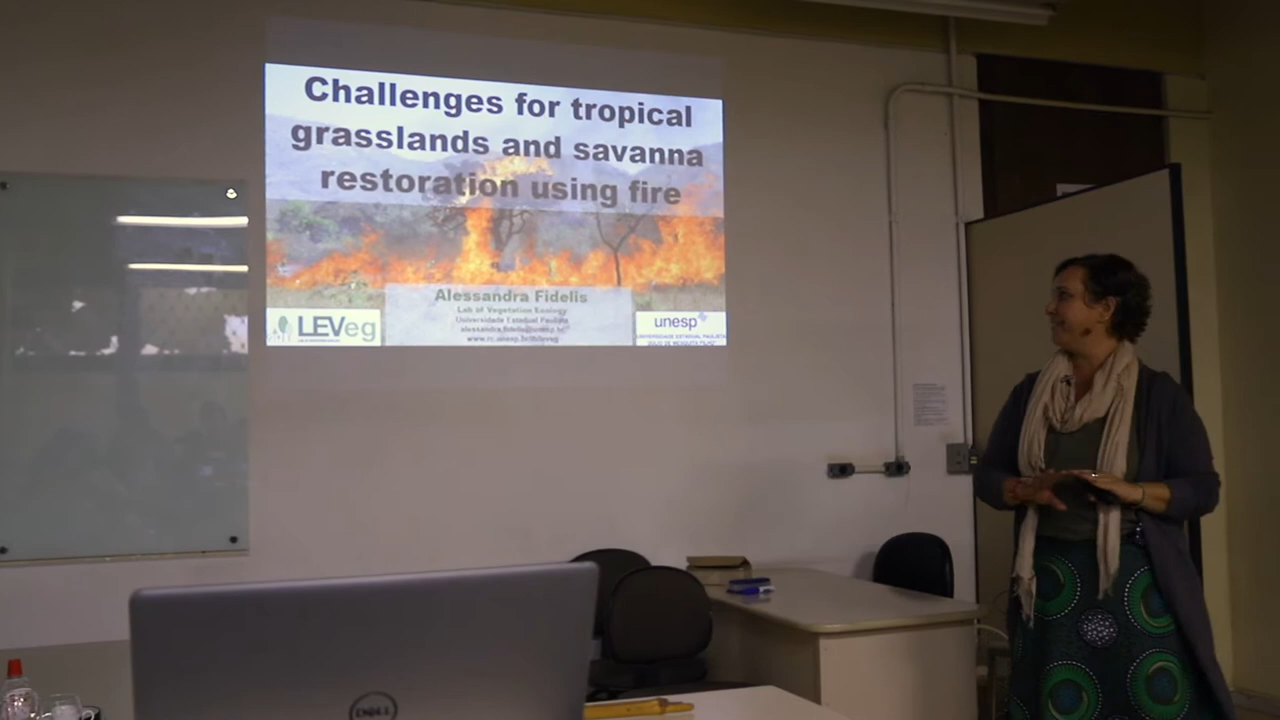 Challenges for tropical
grasslands and savanna
restoration using fire
Alessandra Fidelis
Lab of Vegetation Ecology
Universidade Estadual Paulista
LEVeg
unesp
DELL